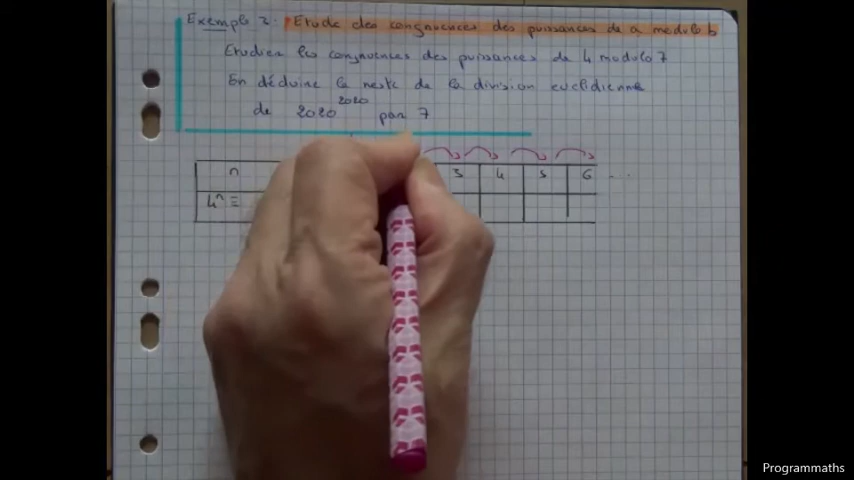 Exemple 2: Etude des congruences des puissances de a modulo b
Etudier les congruences des puissances de 4 modulo 7
En déduire le reste de la division euclidienne
de 2020^2020 par 7
n 3 4 5 6 ...
4^n ≡
Programmaths